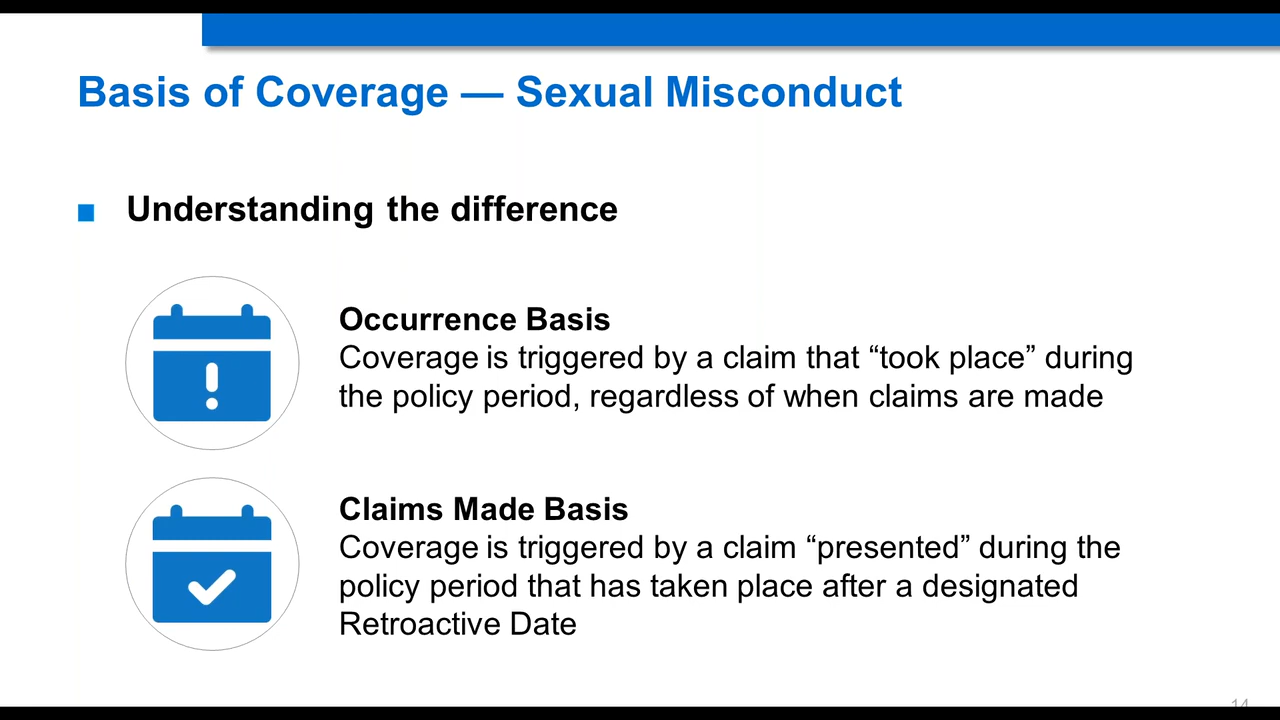 Basis of Coverage — Sexual Misconduct
Understanding the difference
Occurrence Basis
Coverage is triggered by a claim that “took place” during
the policy period, regardless of when claims are made
Claims Made Basis
Coverage is triggered by a claim “presented” during the
policy period that has taken place after a designated
Retroactive Date
14